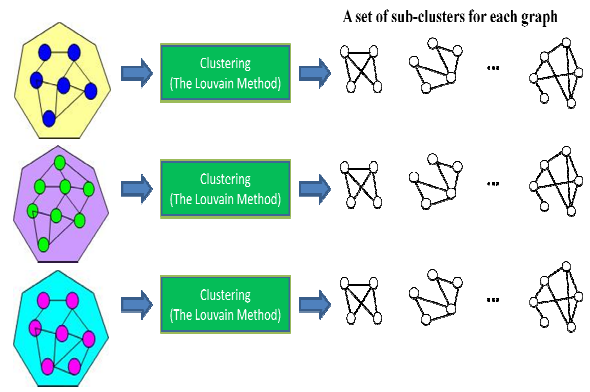 A set of sub-clusters for each graph
Clustering
(The Louvain Method)
...
Clustering
(The Louvain Method)
...
Clustering
(The Louvain Method)
...